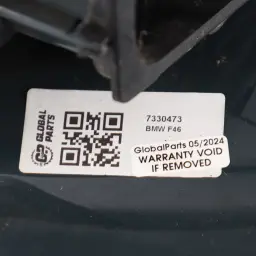 GLOBAL
PARTS
7330473
BMW F46
GlobalParts 05/2024
WARRANTY VOID
IF REMOVED